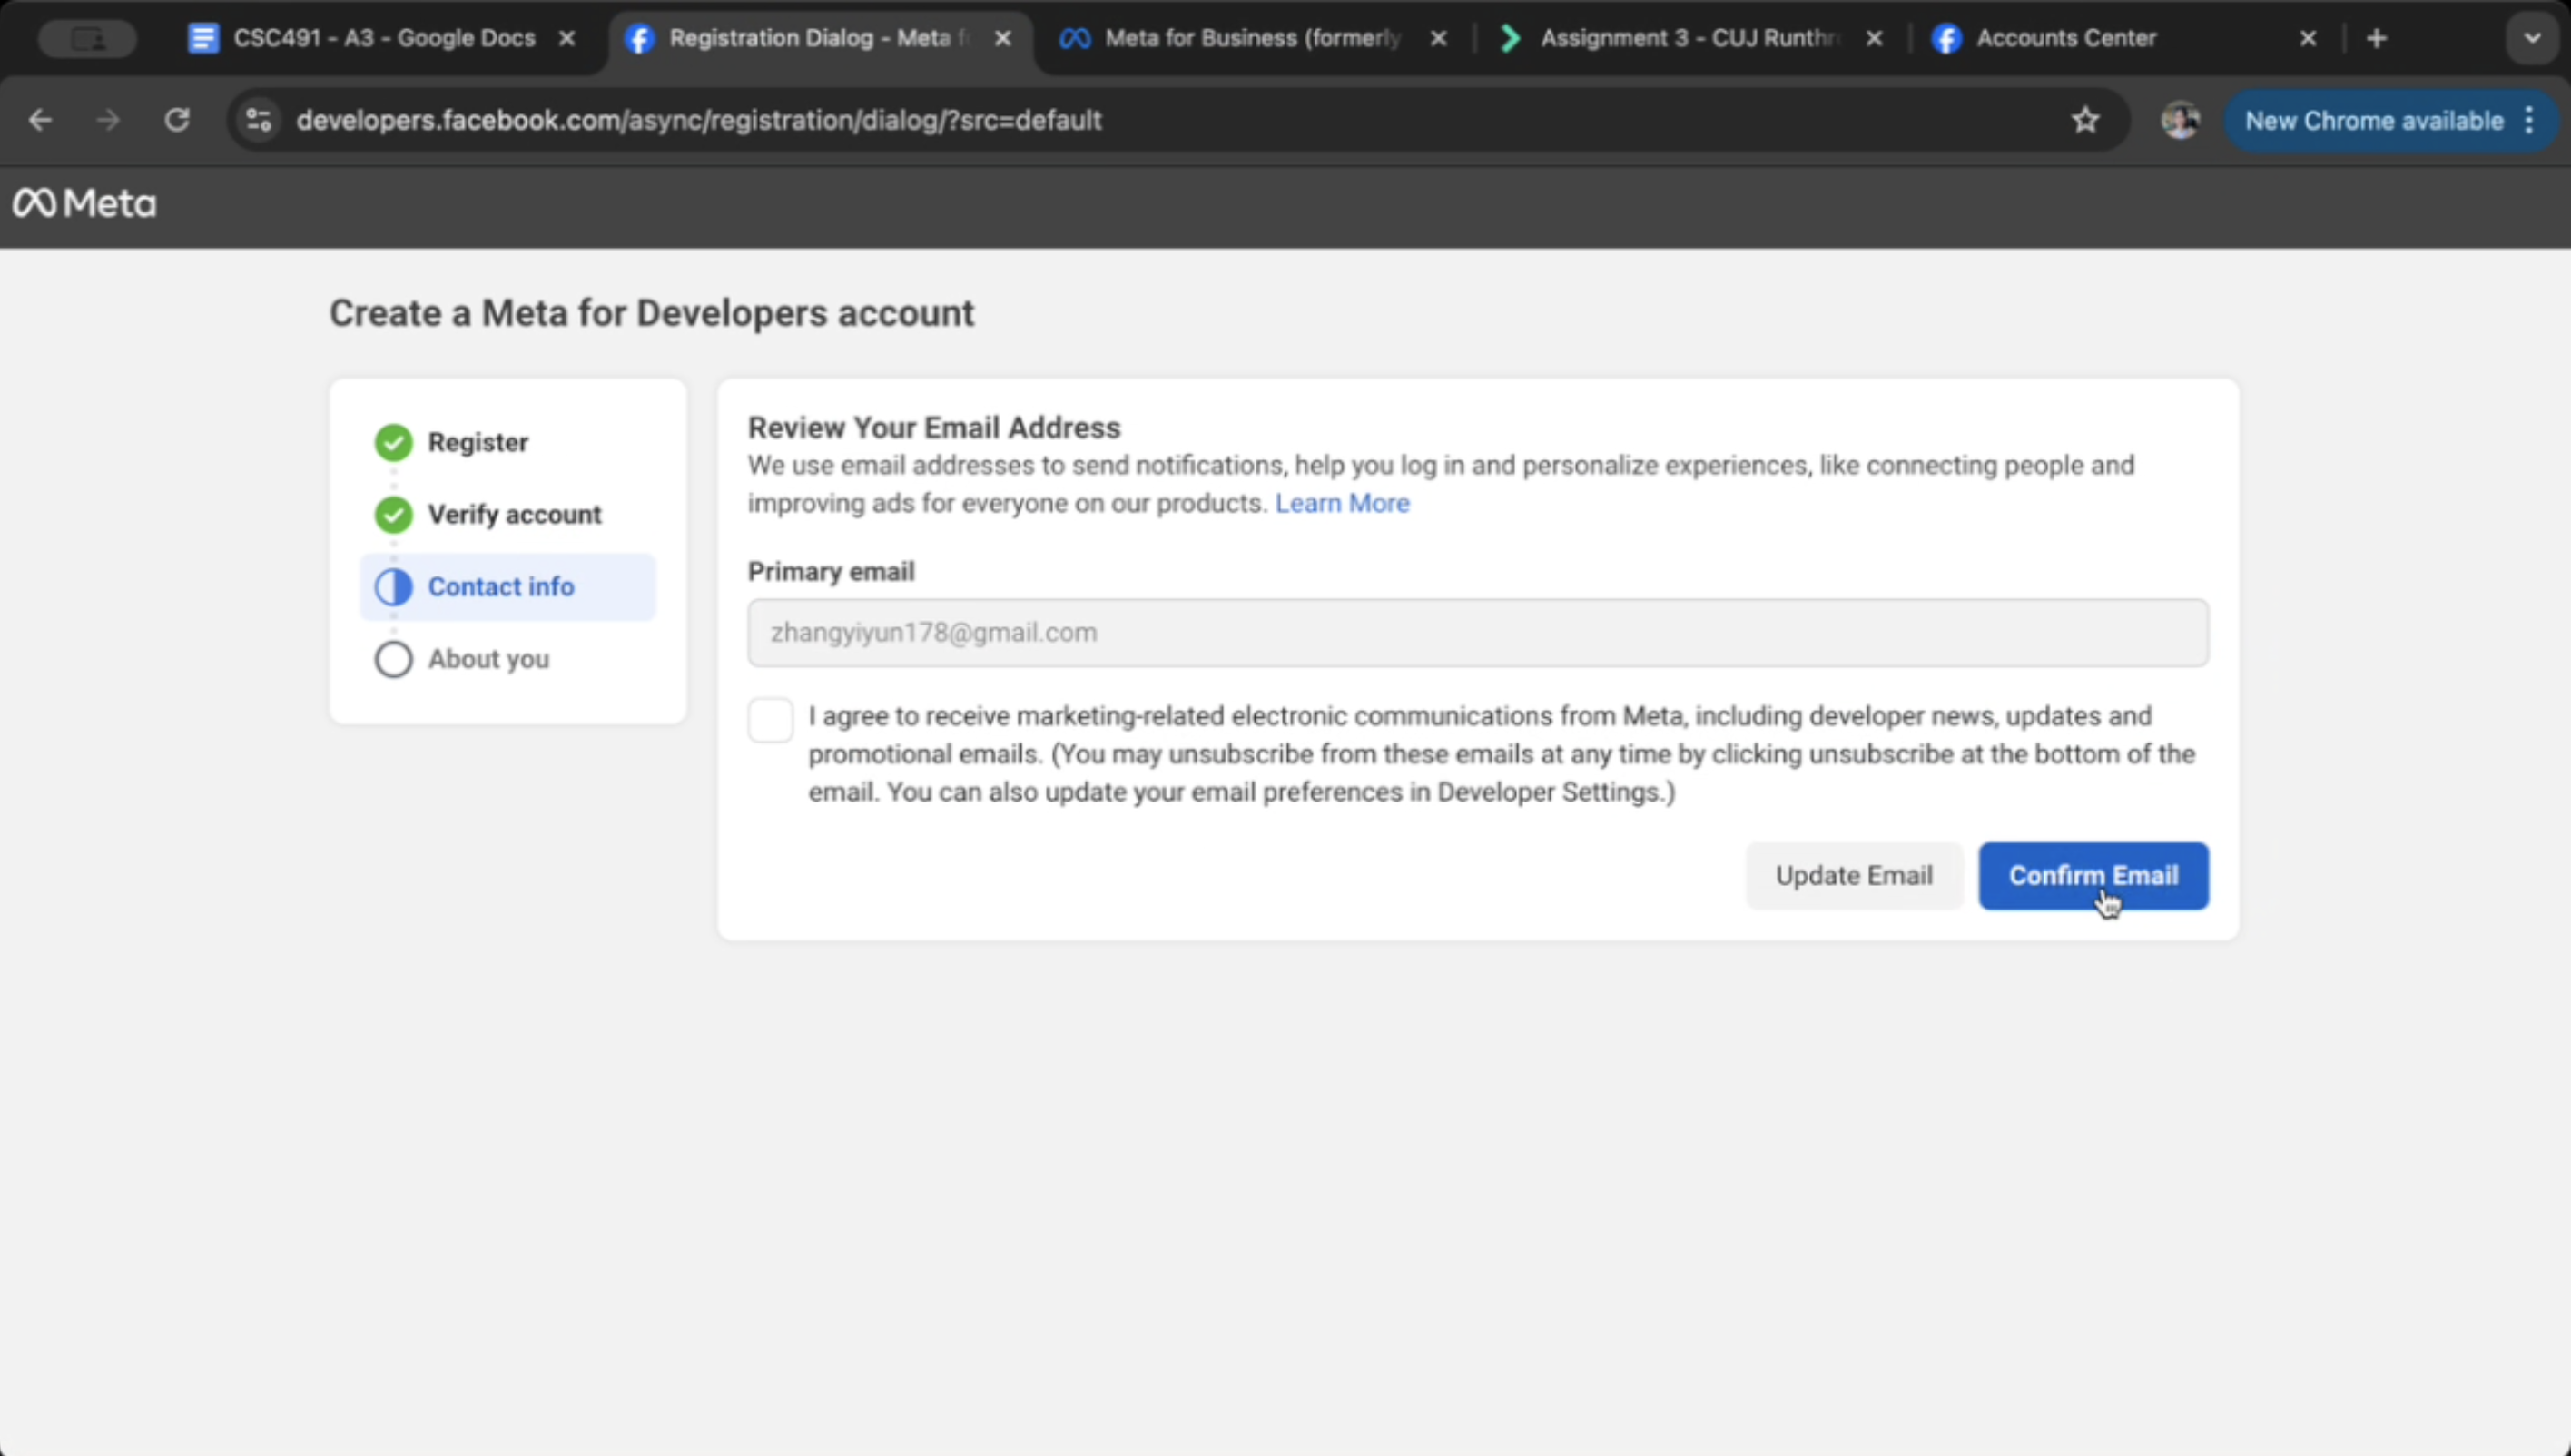 CSC491 - A3 - Google Docs
Registration Dialog - Meta f
Meta for Business (formerly
Assignment 3 - CUJ Runthr
Accounts Center
developers.facebook.com/async/registration/dialog/?src=default
New Chrome available
Meta
Create a Meta for Developers account
Register
Verify account
Contact info
About you
Review Your Email Address
We use email addresses to send notifications, help you log in and personalize experiences, like connecting people and
improving ads for everyone on our products. Learn More
Primary email
zhangyiyun178@gmail.com
I agree to receive marketing-related electronic communications from Meta, including developer news, updates and
promotional emails. (You may unsubscribe from these emails at any time by clicking unsubscribe at the bottom of the
email. You can also update your email preferences in Developer Settings.)
Update Email
Confirm Email